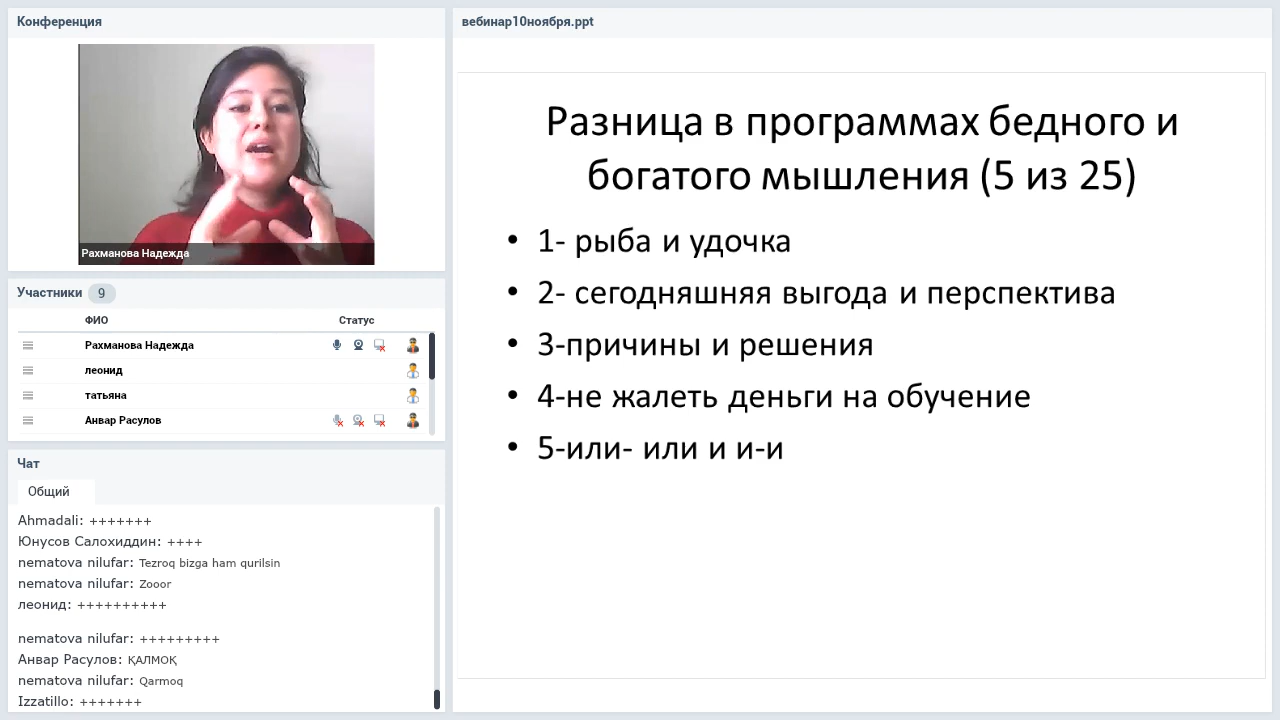 Конференция
Рахманова Надежда
Участники 9
ФИО Статус
Рахманова Надежда
леонид
татьяна
Анвар Расулов
Чат
Общий
Ahmadali: +++++++
Юнусов Салохиддин: ++++
nematova nilufar: Tezroq bizga ham qurilsin
nematova nilufar: Zooor
леонид: ++++++++++
nematova nilufar: +++++++++
Анвар Расулов: ҚАЛМОҚ
nematova nilufar: Qarmoq
Izzatillo: +++++++
вебинар10ноября.ppt
Разница в программах бедного и
богатого мышления (5 из 25)
• 1- рыба и удочка
• 2- сегодняшняя выгода и перспектива
• 3-причины и решения
• 4-не жалеть деньги на обучение
• 5-или- или и и-и